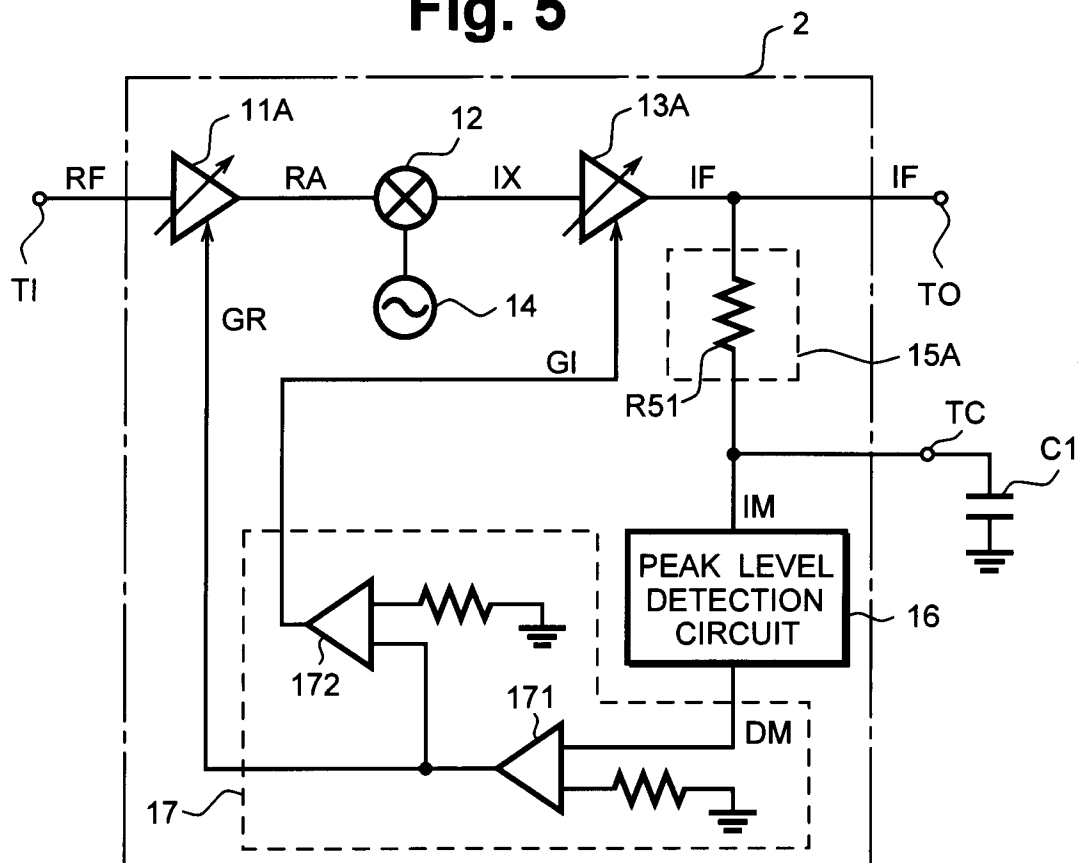 Fig. 5
2
11A
12
13A
RF
RA
IX
IF
IF
TI
14
TO
GR
GI
15A
R51
TC
C1
IM
PEAK LEVEL
DETECTION
CIRCUIT
16
172
171
DM
17